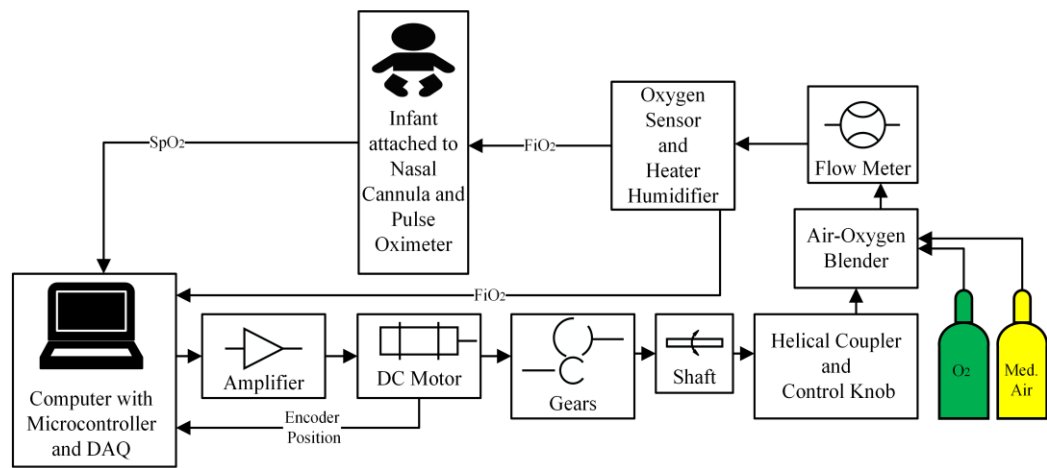 Infant
attached to
Nasal
Cannula and
Pulse
Oximeter
Oxygen
Sensor
and
Heater
Humidifier
Flow Meter
SpO₂
FiO₂
Air-Oxygen
Blender
FiO₂
Computer with
Microcontroller
and DAQ
Amplifier
DC Motor
Encoder
Position
Gears
Shaft
Helical Coupler
and
Control Knob
O₂
Med.
Air